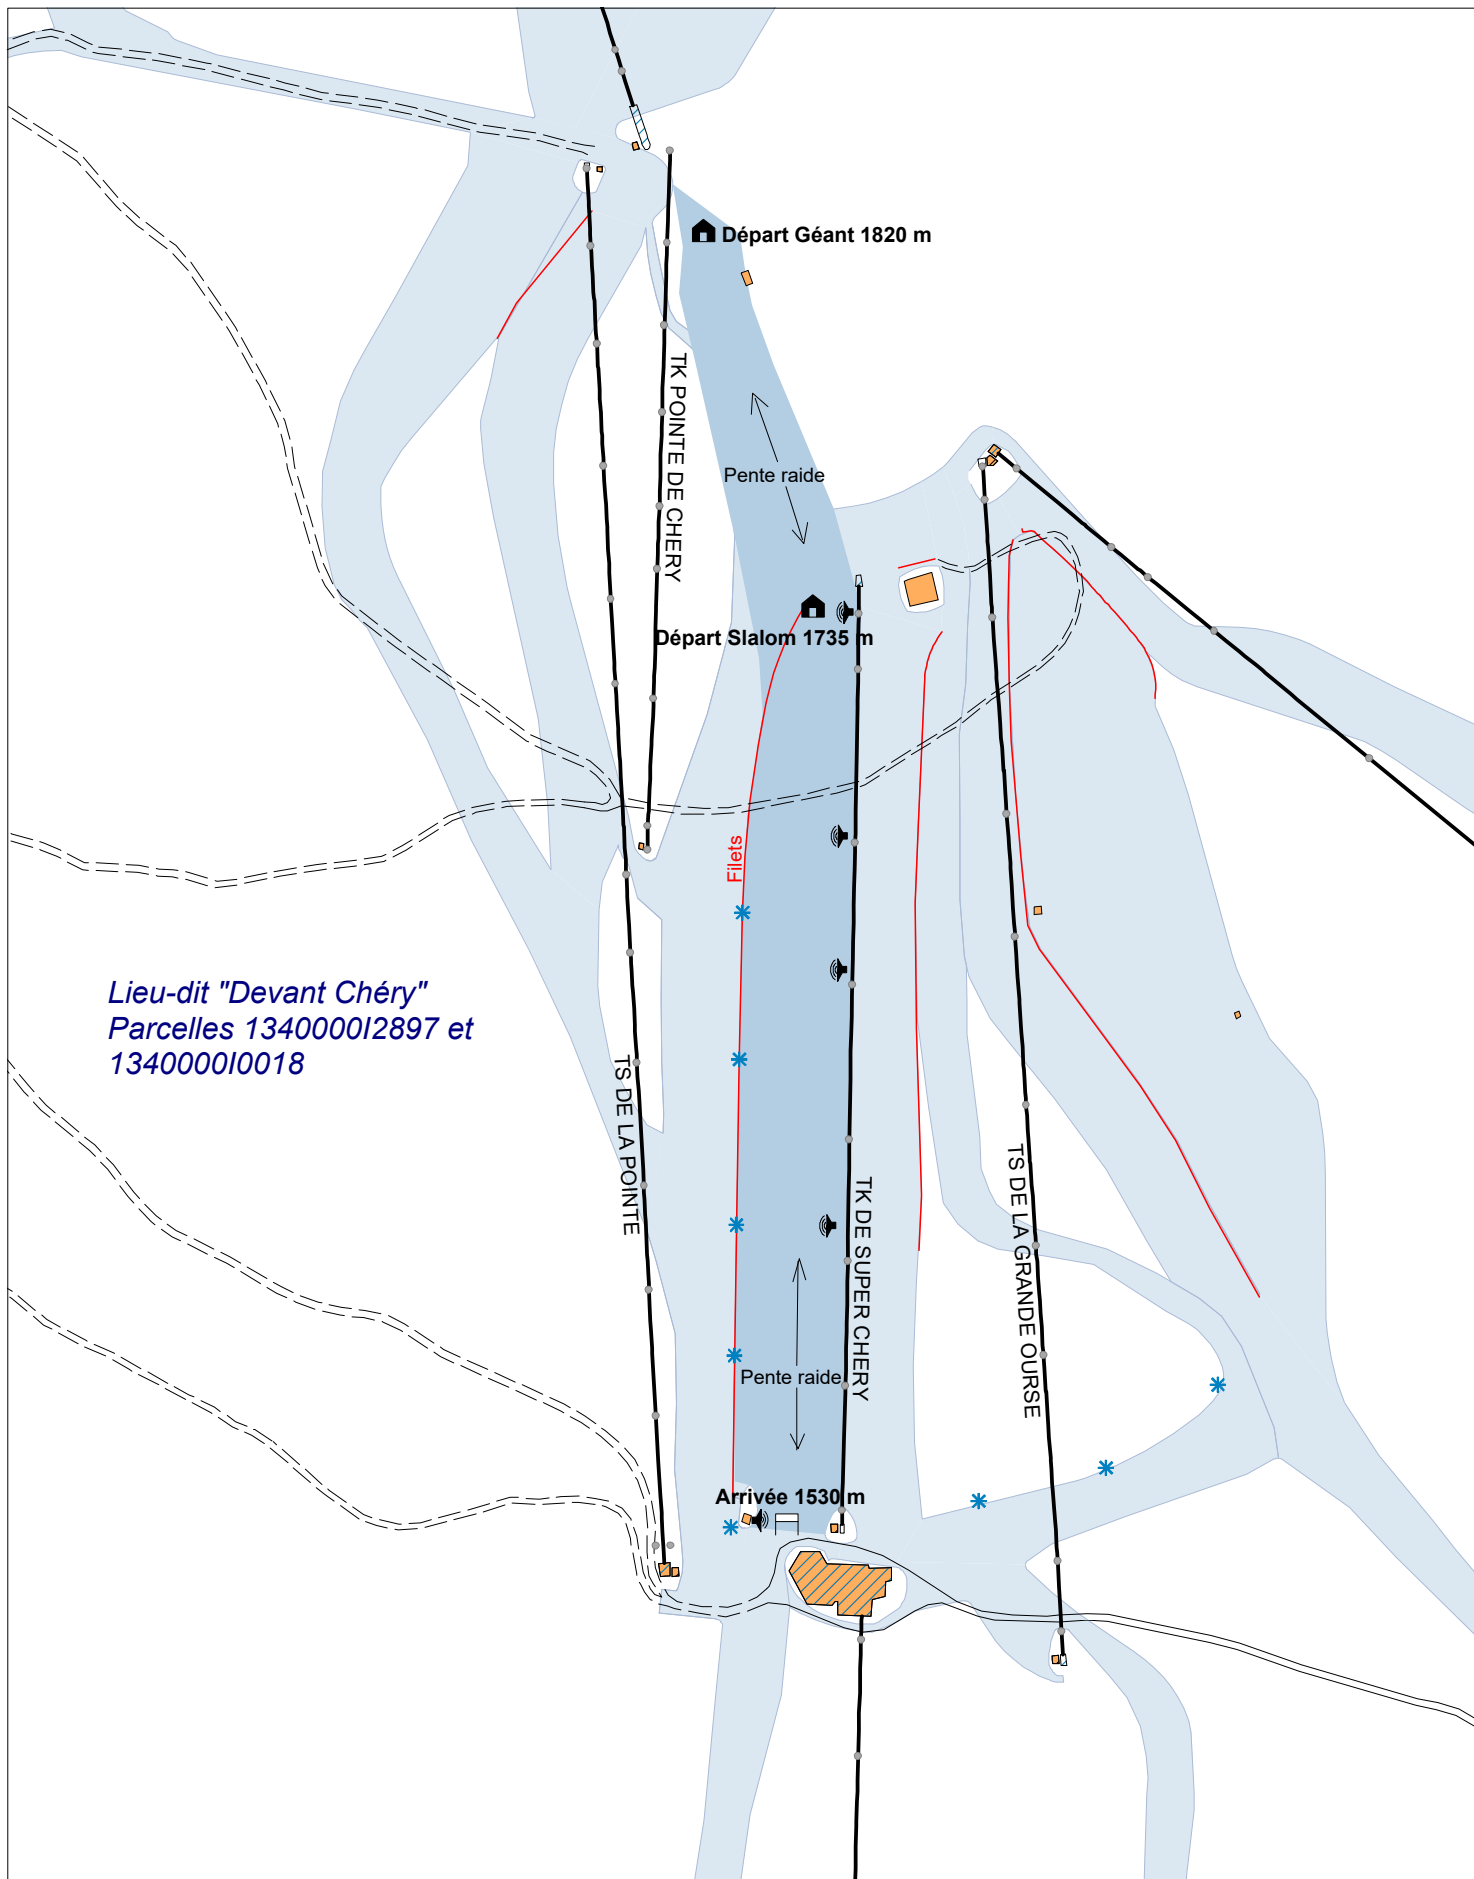 Départ Géant 1820 m
TK POINTE DE CHERY
Pente raide
Départ Slalom 1735 m
Filets
Lieu-dit "Devant Chéry"
Parcelles 1340000I2897 et
1340000I0018
TS DE LA POINTE
TK DE SUPER CHERY
TS DE LA GRANDE OURSE
Pente raide
Arrivée 1530 m